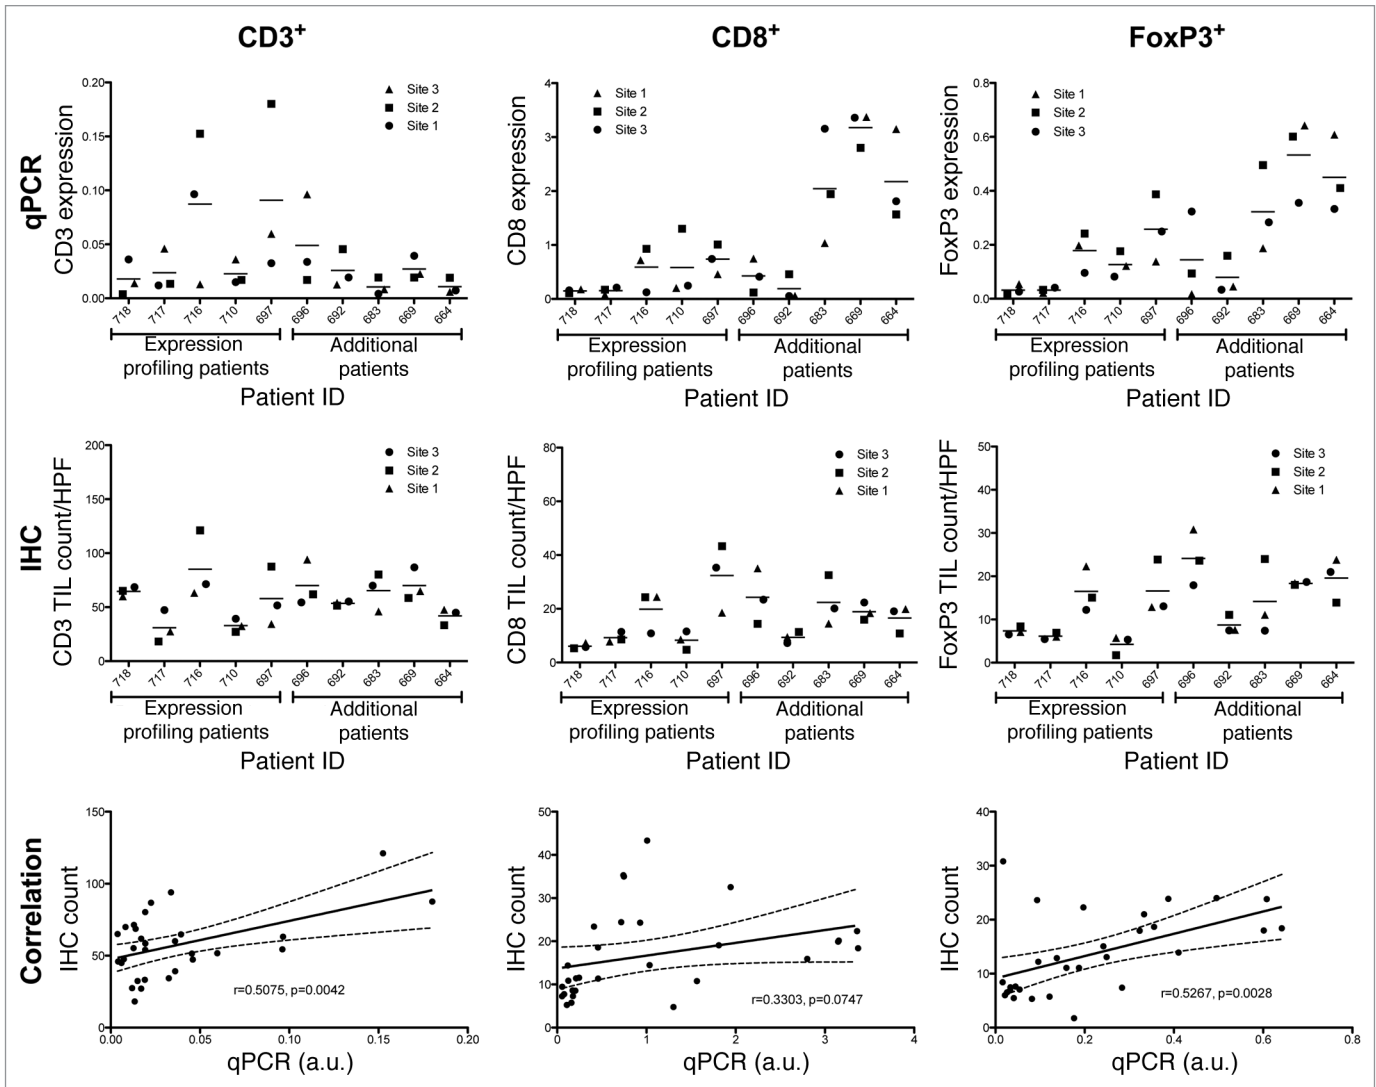 CD3+
CD8+
FoxP3+
qPCR
CD3 expression
0.20
0.15
0.10
0.05
0.00
Site 3
Site 2
Site 1
718
717
716
710
697
696
692
683
669
664
Expression
profiling patients
Additional
patients
Patient ID
CD8 expression
4
3
2
1
0
Site 1
Site 2
Site 3
718
717
716
710
697
696
692
683
669
664
Expression
profiling patients
Additional
patients
Patient ID
FoxP3 expression
0.8
0.6
0.4
0.2
0.0
Site 1
Site 2
Site 3
718
717
716
710
697
696
692
683
669
664
Expression
profiling patients
Additional
patients
Patient ID
IHC
CD3 TIL count/HPF
200
150
100
50
0
Site 3
Site 2
Site 1
718
717
716
710
697
696
692
683
669
664
Expression
profiling patients
Additional
patients
Patient ID
CD8 TIL count/HPF
80
60
40
20
0
Site 3
Site 2
Site 1
718
717
716
710
697
696
692
683
669
664
Expression
profiling patients
Additional
patients
Patient ID
FoxP3 TIL count/HPF
50
40
30
20
10
0
Site 3
Site 2
Site 1
718
717
716
710
697
696
692
683
669
664
Expression
profiling patients
Additional
patients
Patient ID
Correlation
IHC count
150
100
50
0
r=0.5075, p=0.0042
0.00
0.05
0.10
0.15
0.20
qPCR (a.u.)
IHC count
50
40
30
20
10
0
r=0.3303, p=0.0747
0
1
2
3
4
qPCR (a.u.)
IHC count
40
30
20
10
0
r=0.5267, p=0.0028
0.0
0.2
0.4
0.6
0.8
qPCR (a.u.)